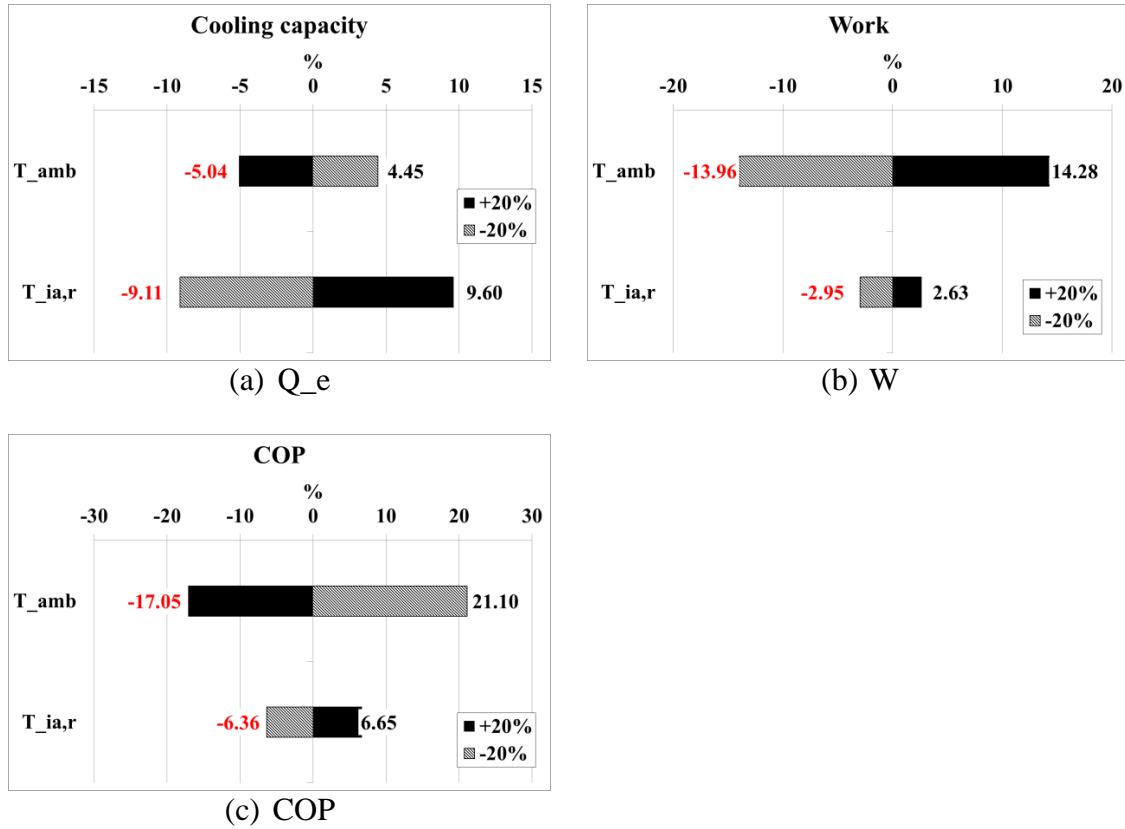 Cooling capacity
%
-15 -10 -5 0 5 10 15
T_amb
-5.04
4.45
+20%
-20%
T_ia,r
-9.11
9.60
(a) Q_e
Work
%
-20 -10 0 10 20
T_amb
-13.96
14.28
T_ia,r
-2.95
2.63
+20%
-20%
(b) W
COP
%
-30 -20 -10 0 10 20 30
T_amb
-17.05
21.10
T_ia,r
-6.36
6.65
+20%
-20%
(c) COP